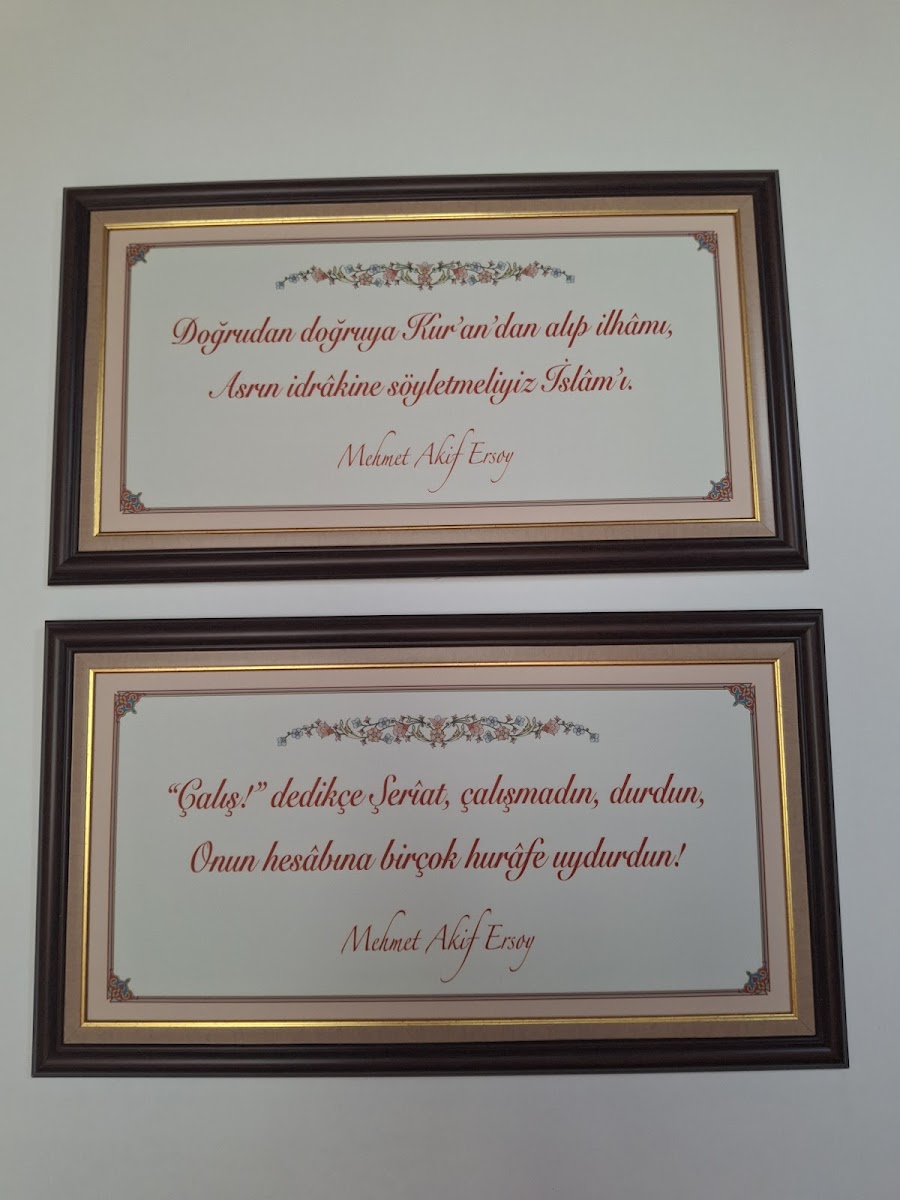 Doğrudan doğruya Kur'an'dan alıp ilhâmı,
Asrın idrâkine söyletmeliyiz İslâm'ı.
Mehmet Akif Ersoy
“Çalış!” dedikçe Şerîat, çalışmadın, durdun,
Onun hesâbına birçok hurâfe uydurdun!
Mehmet Akif Ersoy